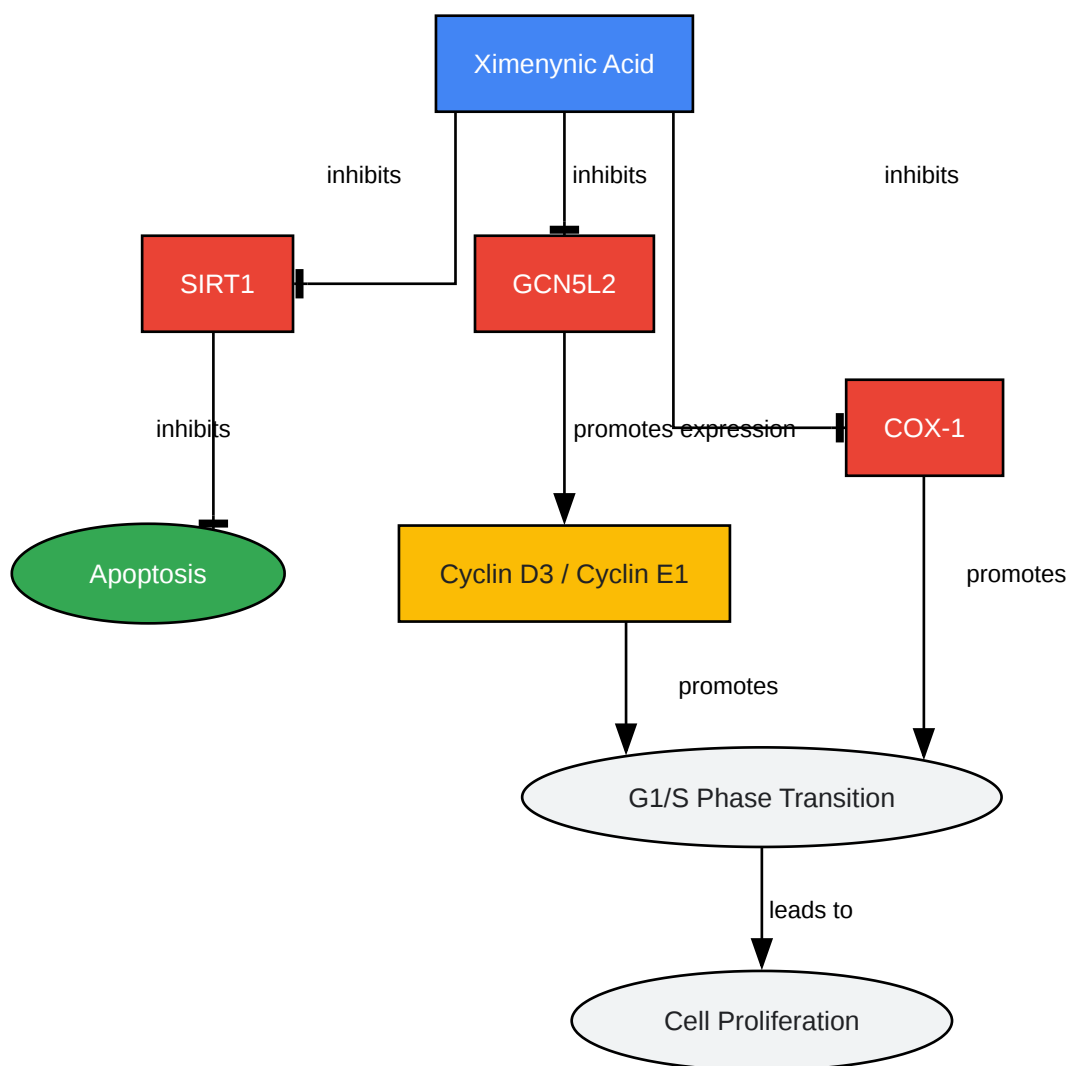 Ximenynic Acid
inhibits
inhibits
inhibits
SIRT1
GCN5L2
COX-1
inhibits
promotes expression
Apoptosis
Cyclin D3 / Cyclin E1
promotes
promotes
G1/S Phase Transition
leads to
Cell Proliferation